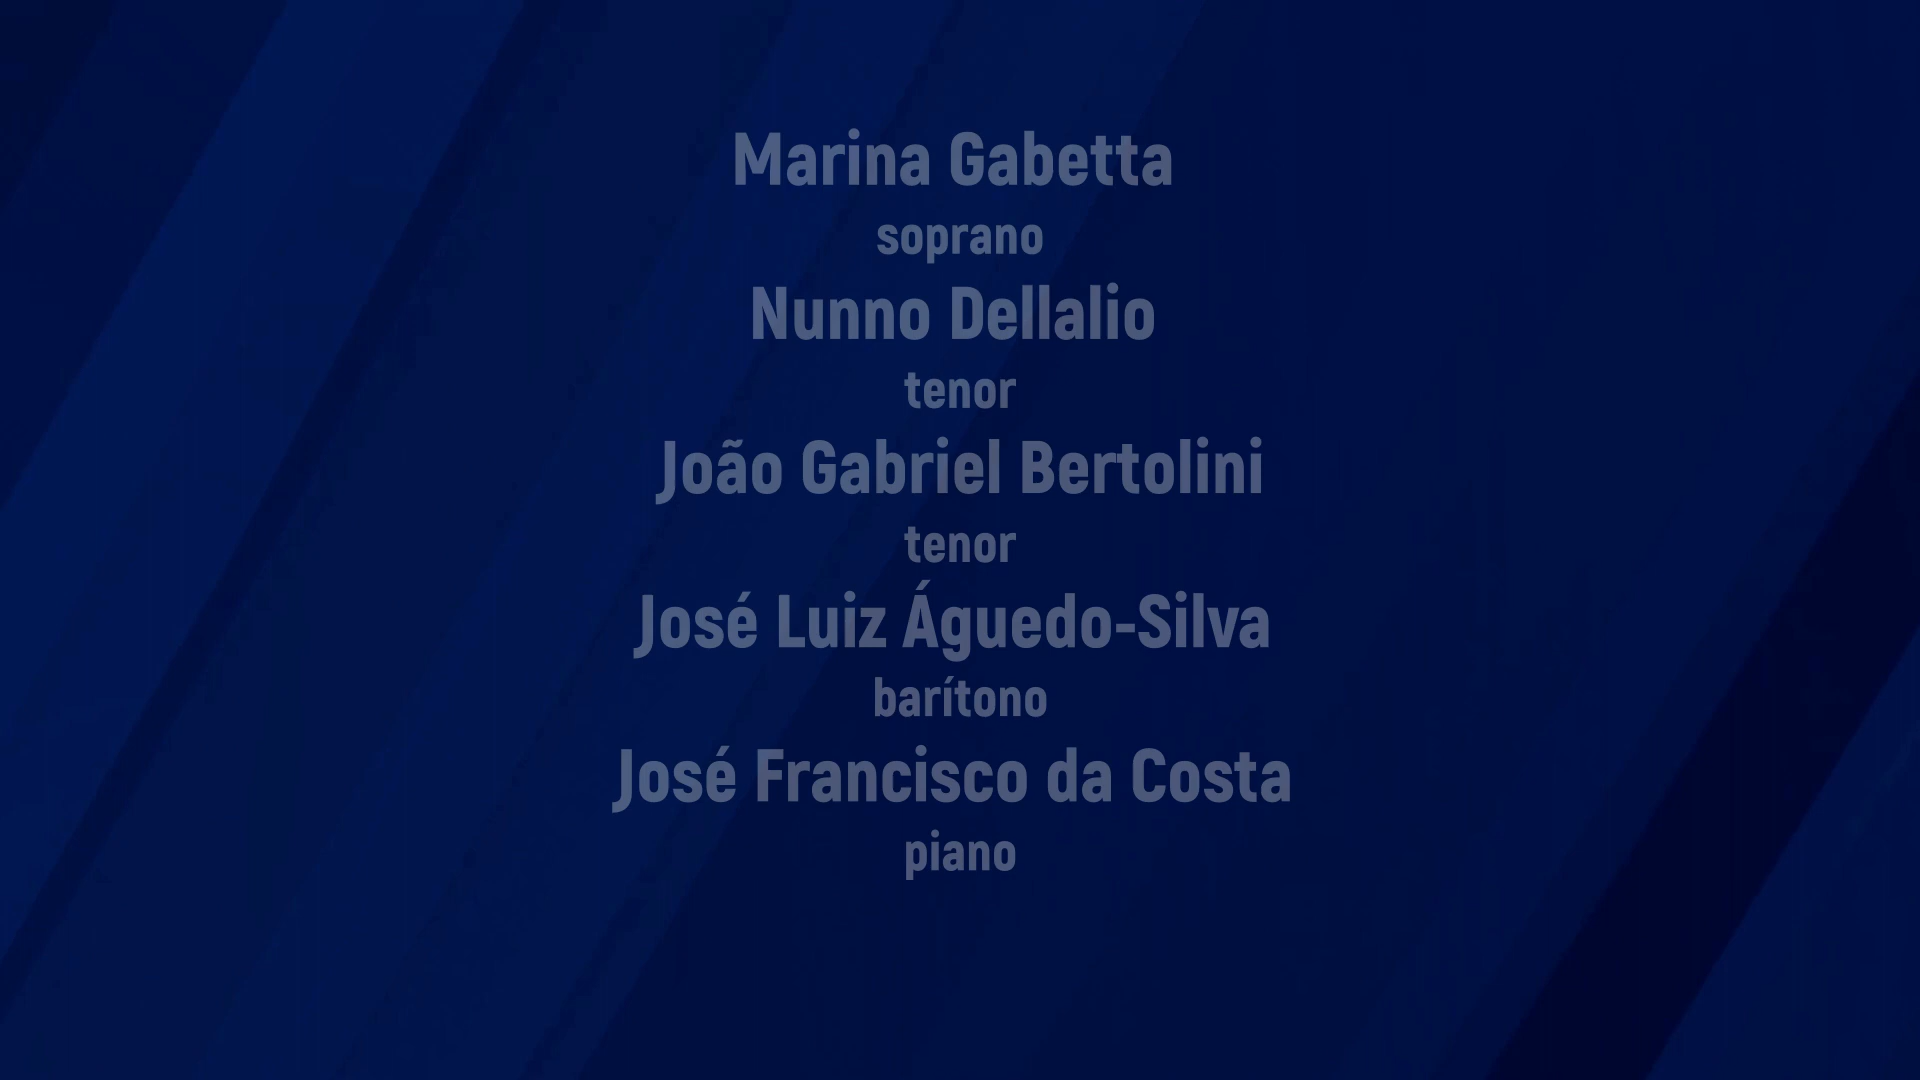 Marina Gabetta
soprano
Nunno Dellalio
tenor
João Gabriel Bertolini
tenor
José Luiz Águedo-Silva
barítono
José Francisco da Costa
piano